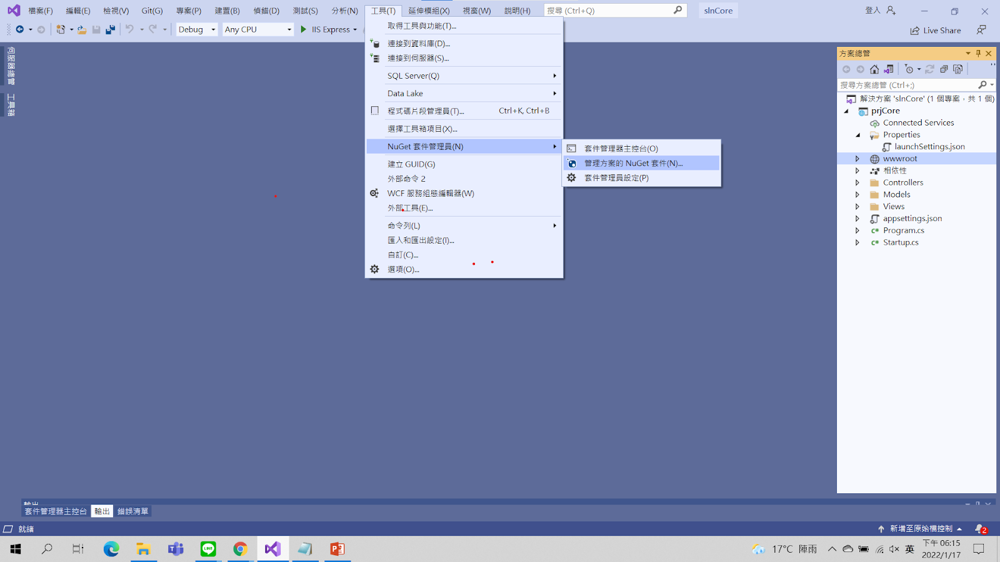 檔案(F) 編輯(E) 檢視(V) Git(G) 專案(P) 建置(B) 偵錯(D) 測試(S) 分析(N) 工具(T) 延伸模組(X) 視窗(W) 說明(H) 搜尋 (Ctrl+Q) slnCore 登入
Debug Any CPU IIS Express Live Share
伺服器總管
工具箱
取得工具與功能(T)...
連接到資料庫(D)...
連接到伺服器(S)...
SQL Server(Q)
Data Lake
程式碼片段管理員(T)... Ctrl+K, Ctrl+B
選擇工具箱項目(X)...
NuGet 套件管理員(N)
建立 GUID(G)
外部命令 2
WCF 服務組態編輯器(W)
外部工具(E)...
命令列(L)
匯入和匯出設定(I)...
自訂(C)...
選項(O)...
套件管理器主控台(O)
管理方案的 NuGet 套件(N)...
套件管理員設定(P)
方案總管
搜尋方案總管 (Ctrl+;)
解決方案 'slnCore' (1 個專案，共 1 個)
prjCore
Connected Services
Properties
launchSettings.json
wwwroot
相依性
Controllers
Models
Views
appsettings.json
Program.cs
Startup.cs
輸出
套件管理器主控台 輸出 錯誤清單
就緒 新增至原始檔控制 2
17°C 陣雨 英 下午 06:15
2022/1/17